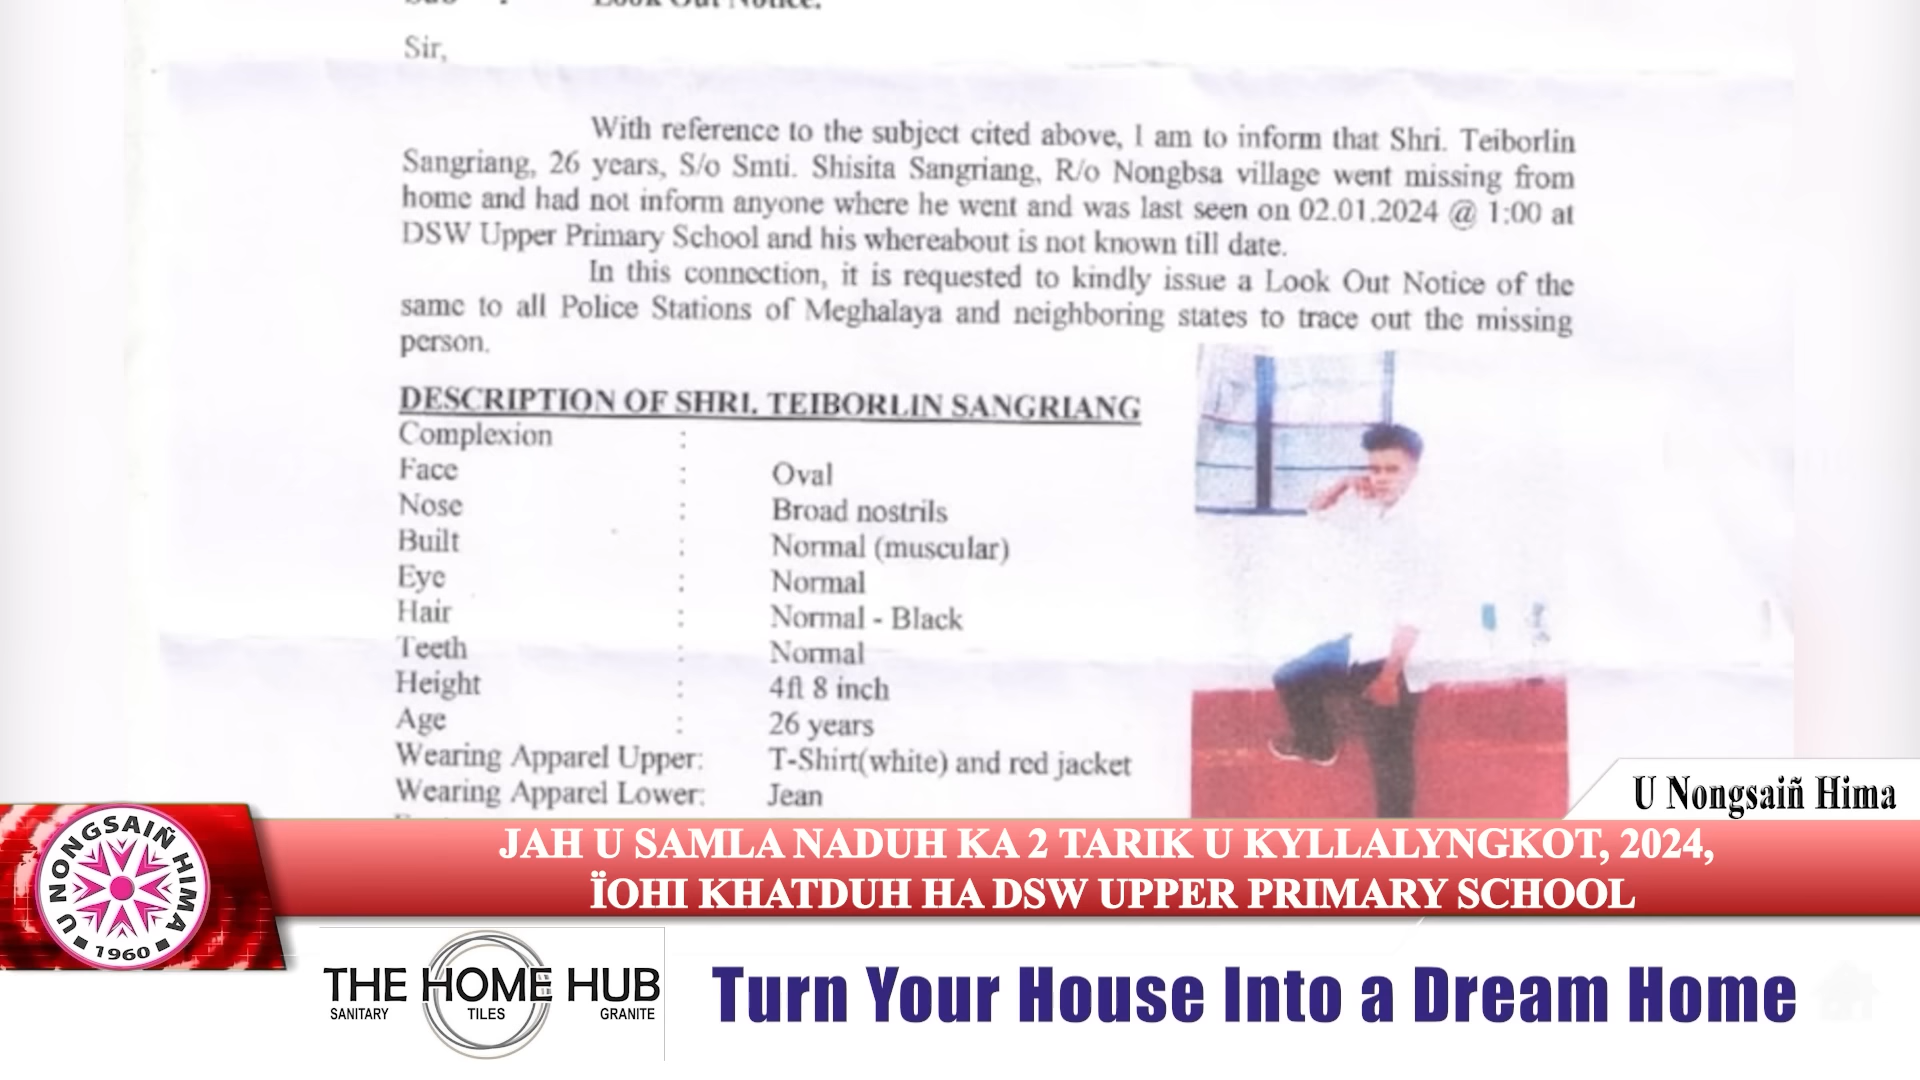 Look Out Notice.
Sir,
With reference to the subject cited above, I am to inform that Shri. Teiborlin
Sangriang, 26 years, S/o Smti. Shisita Sangriang, R/o Nongbsa village went missing from
home and had not inform anyone where he went and was last seen on 02.01.2024 @ 1:00 at
DSW Upper Primary School and his whereabout is not known till date.
In this connection, it is requested to kindly issue a Look Out Notice of the
same to all Police Stations of Meghalaya and neighboring states to trace out the missing
person.
DESCRIPTION OF SHRI. TEIBORLIN SANGRIANG
Complexion :
Face : Oval
Nose : Broad nostrils
Built : Normal (muscular)
Eye : Normal
Hair : Normal - Black
Teeth : Normal
Height : 4ft 8 inch
Age : 26 years
Wearing Apparel Upper: T-Shirt(white) and red jacket
Wearing Apparel Lower: Jean
U Nongsaiñ Hima
U NONGSAIÑ HIMA
1960
JAH U SAMLA NADUH KA 2 TARIK U KYLLALYNGKOT, 2024,
ÏOHI KHATDUH HA DSW UPPER PRIMARY SCHOOL
THE HOME HUB
SANITARY TILES GRANITE
Turn Your House Into a Dream Home